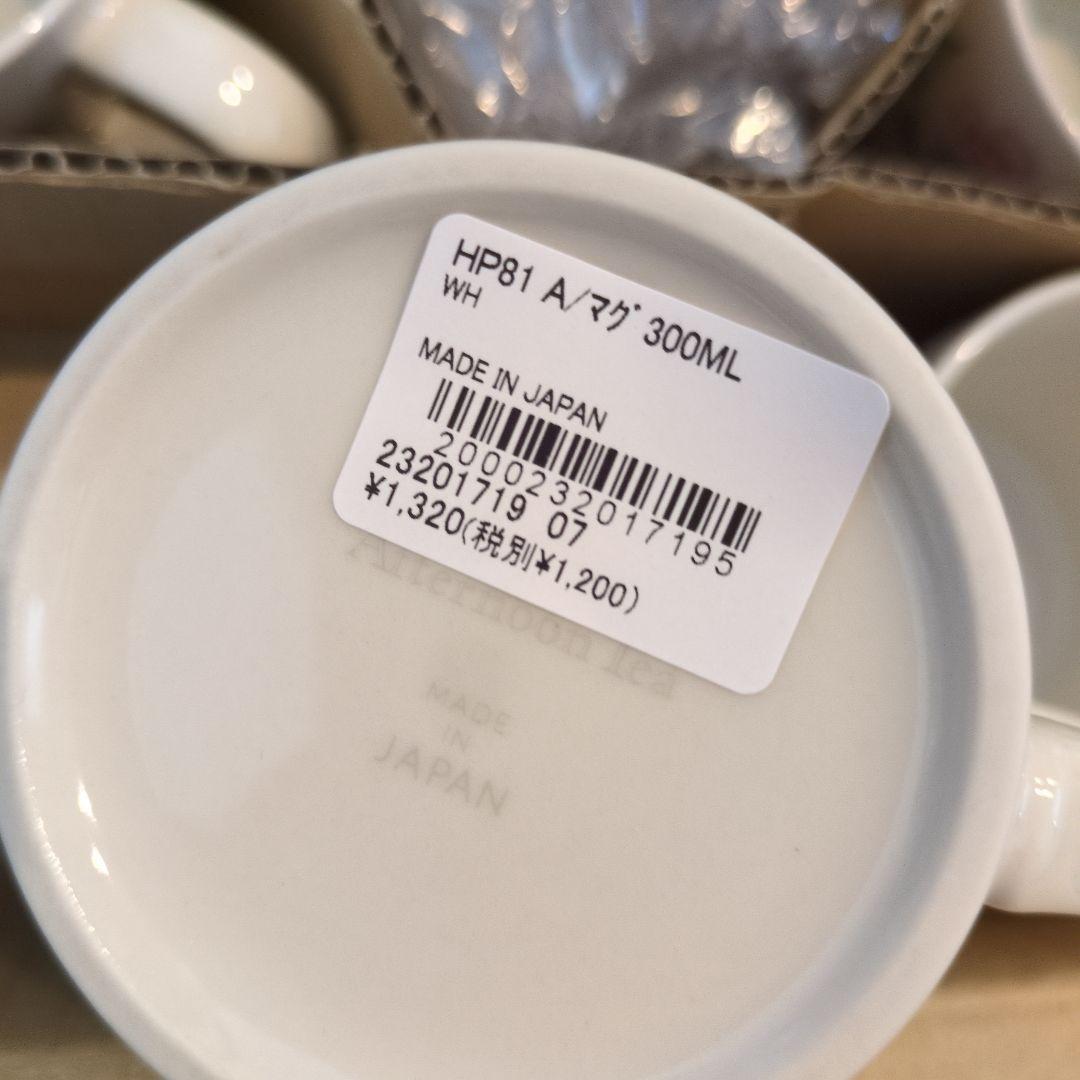 HP81 A/マグ 300ML
WH
MADE IN JAPAN
2000232017195
23201719 07
¥1,320(税別¥1,200)
Afternoon Tea
MADE
IN
JAPAN